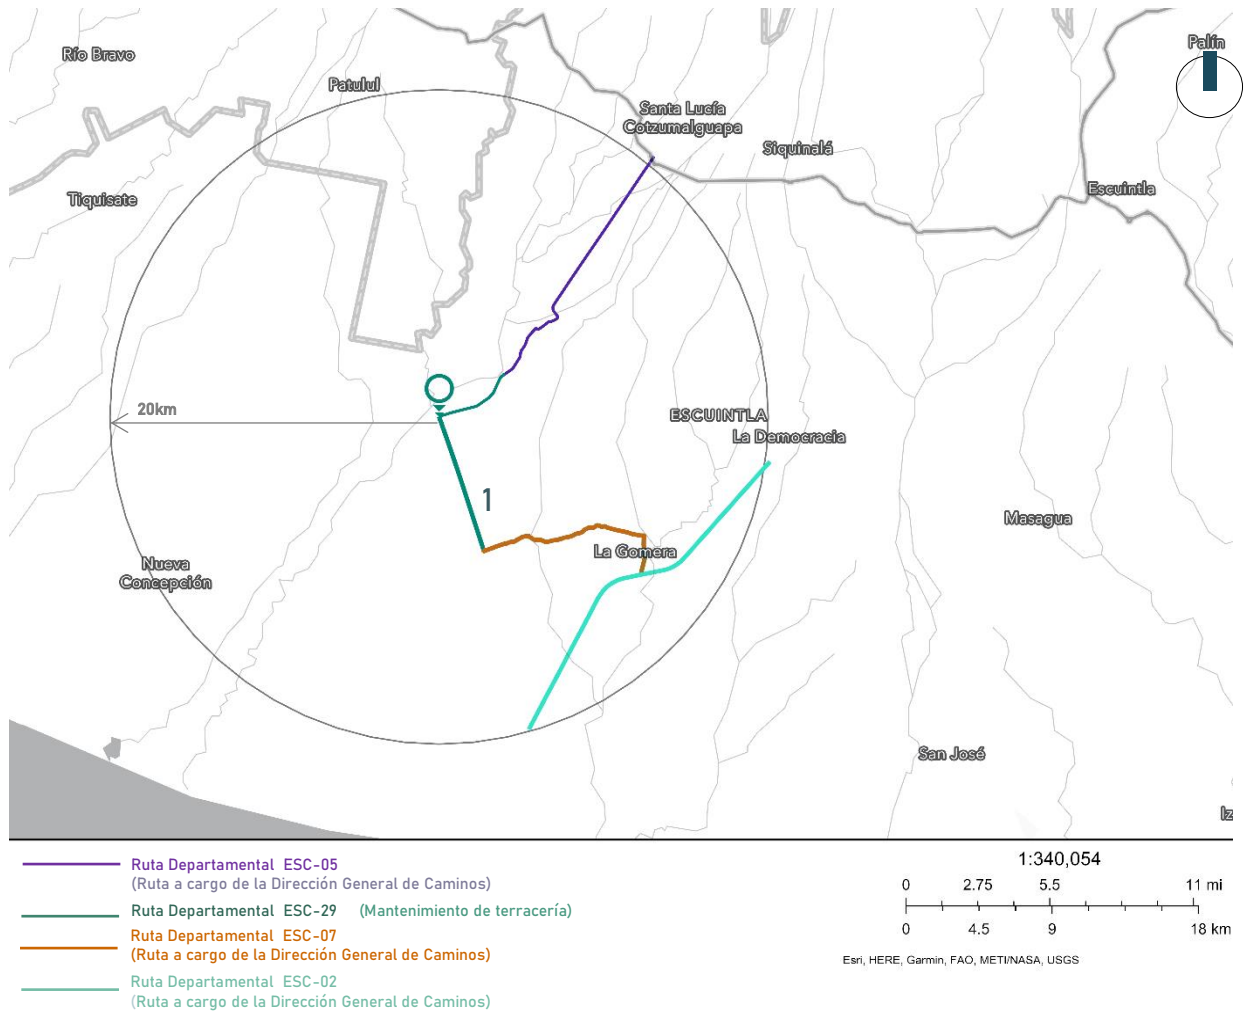 Río Bravo
Palín
Patulul
Santa Lucía
Cotzumalguapa
Siquinalá
Escuintla
Tiquisate
20km
ESCUINTLA
La Democracia
1
Masagua
La Gomera
Nueva
Concepción
San José
Iz
Ruta Departamental ESC-05
(Ruta a cargo de la Dirección General de Caminos)
Ruta Departamental ESC-29 (Mantenimiento de terracería)
Ruta Departamental ESC-07
(Ruta a cargo de la Dirección General de Caminos)
Ruta Departamental ESC-02
(Ruta a cargo de la Dirección General de Caminos)
1:340,054
0 2.75 5.5 11 mi
0 4.5 9 18 km
Esri, HERE, Garmin, FAO, METI/NASA, USGS